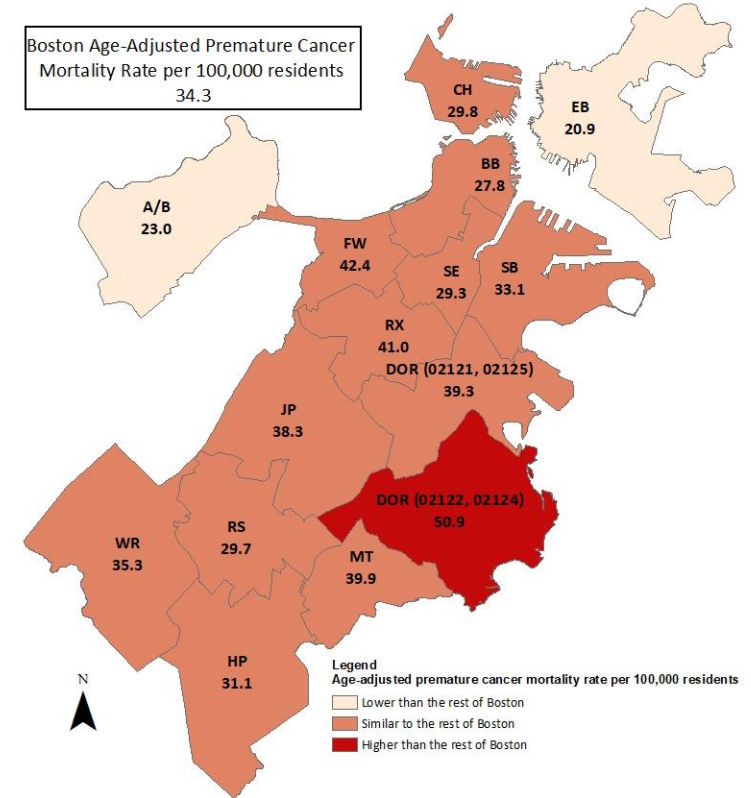 Boston Age-Adjusted Premature Cancer
Mortality Rate per 100,000 residents
34.3
CH
29.8
EB
20.9
BB
27.8
A/B
23.0
FW
42.4
SE
29.3
SB
33.1
RX
41.0
DOR (02121, 02125)
39.3
JP
38.3
DOR (02122, 02124)
50.9
WR
35.3
RS
29.7
MT
39.9
HP
31.1
N
Legend
Age-adjusted premature cancer mortality rate per 100,000 residents
Lower than the rest of Boston
Similar to the rest of Boston
Higher than the rest of Boston